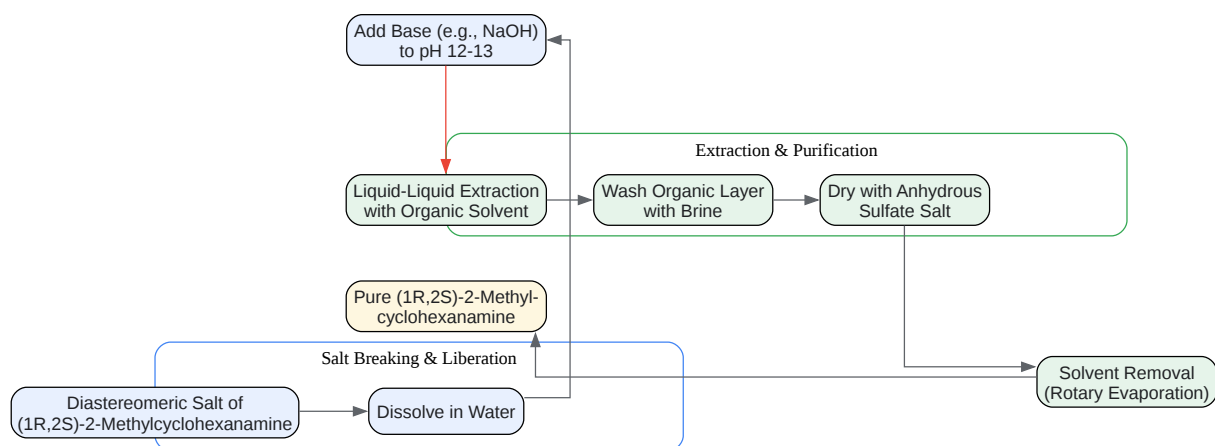 Add Base (e.g., NaOH)
to pH 12-13
Extraction & Purification
Liquid-Liquid Extraction
with Organic Solvent
Wash Organic Layer
with Brine
Dry with Anhydrous
Sulfate Salt
Pure (1R,2S)-2-Methyl-
cyclohexanamine
Salt Breaking & Liberation
Solvent Removal
(Rotary Evaporation)
Diastereomeric Salt of
(1R,2S)-2-Methylcyclohexanamine
Dissolve in Water